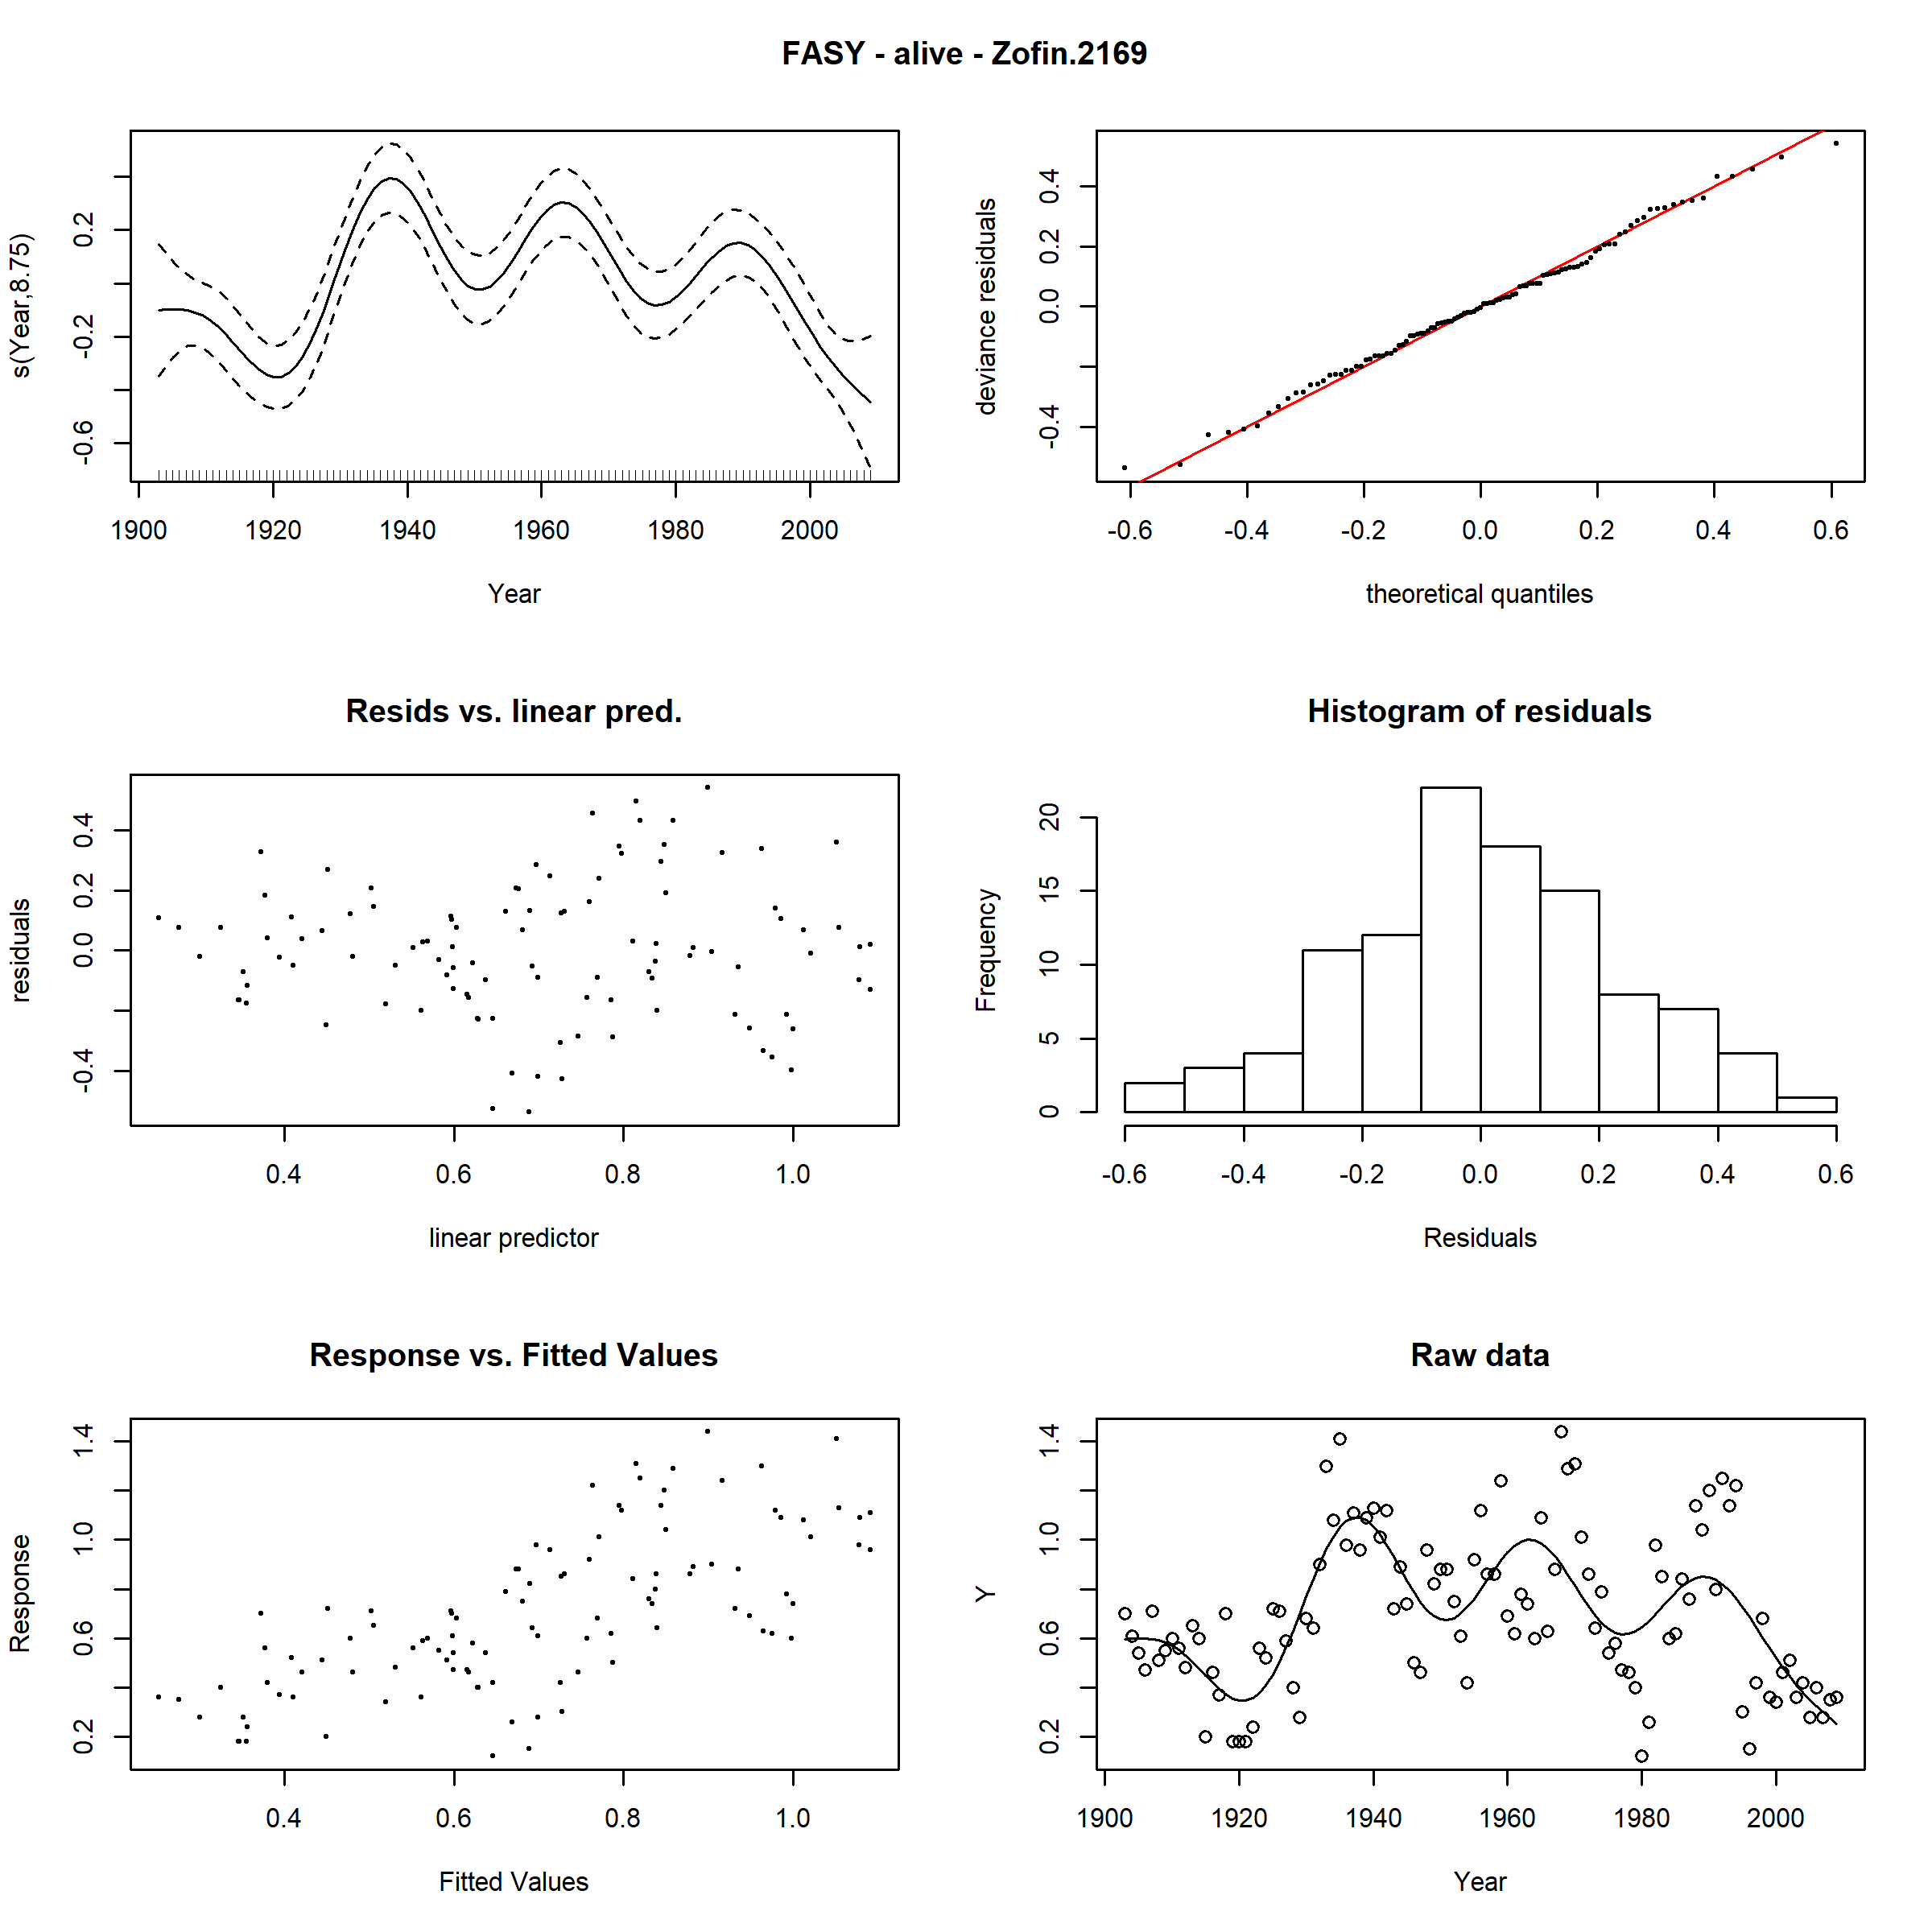 FASY - alive - Zofin.2169
s(Year,8.75)
-0.6 -0.2 0.2
1900 1920 1940 1960 1980 2000
Year
deviance residuals
-0.4 0.0 0.2 0.4
-0.6 -0.4 -0.2 0.0 0.2 0.4 0.6
theoretical quantiles
Resids vs. linear pred.
residuals
-0.4 0.0 0.2 0.4
0.4 0.6 0.8 1.0
linear predictor
Histogram of residuals
Frequency
0 5 10 15 20
-0.6 -0.4 -0.2 0.0 0.2 0.4 0.6
Residuals
Response vs. Fitted Values
Response
0.2 0.6 1.0 1.4
0.4 0.6 0.8 1.0
Fitted Values
Raw data
Y
0.2 0.6 1.0 1.4
1900 1920 1940 1960 1980 2000
Year